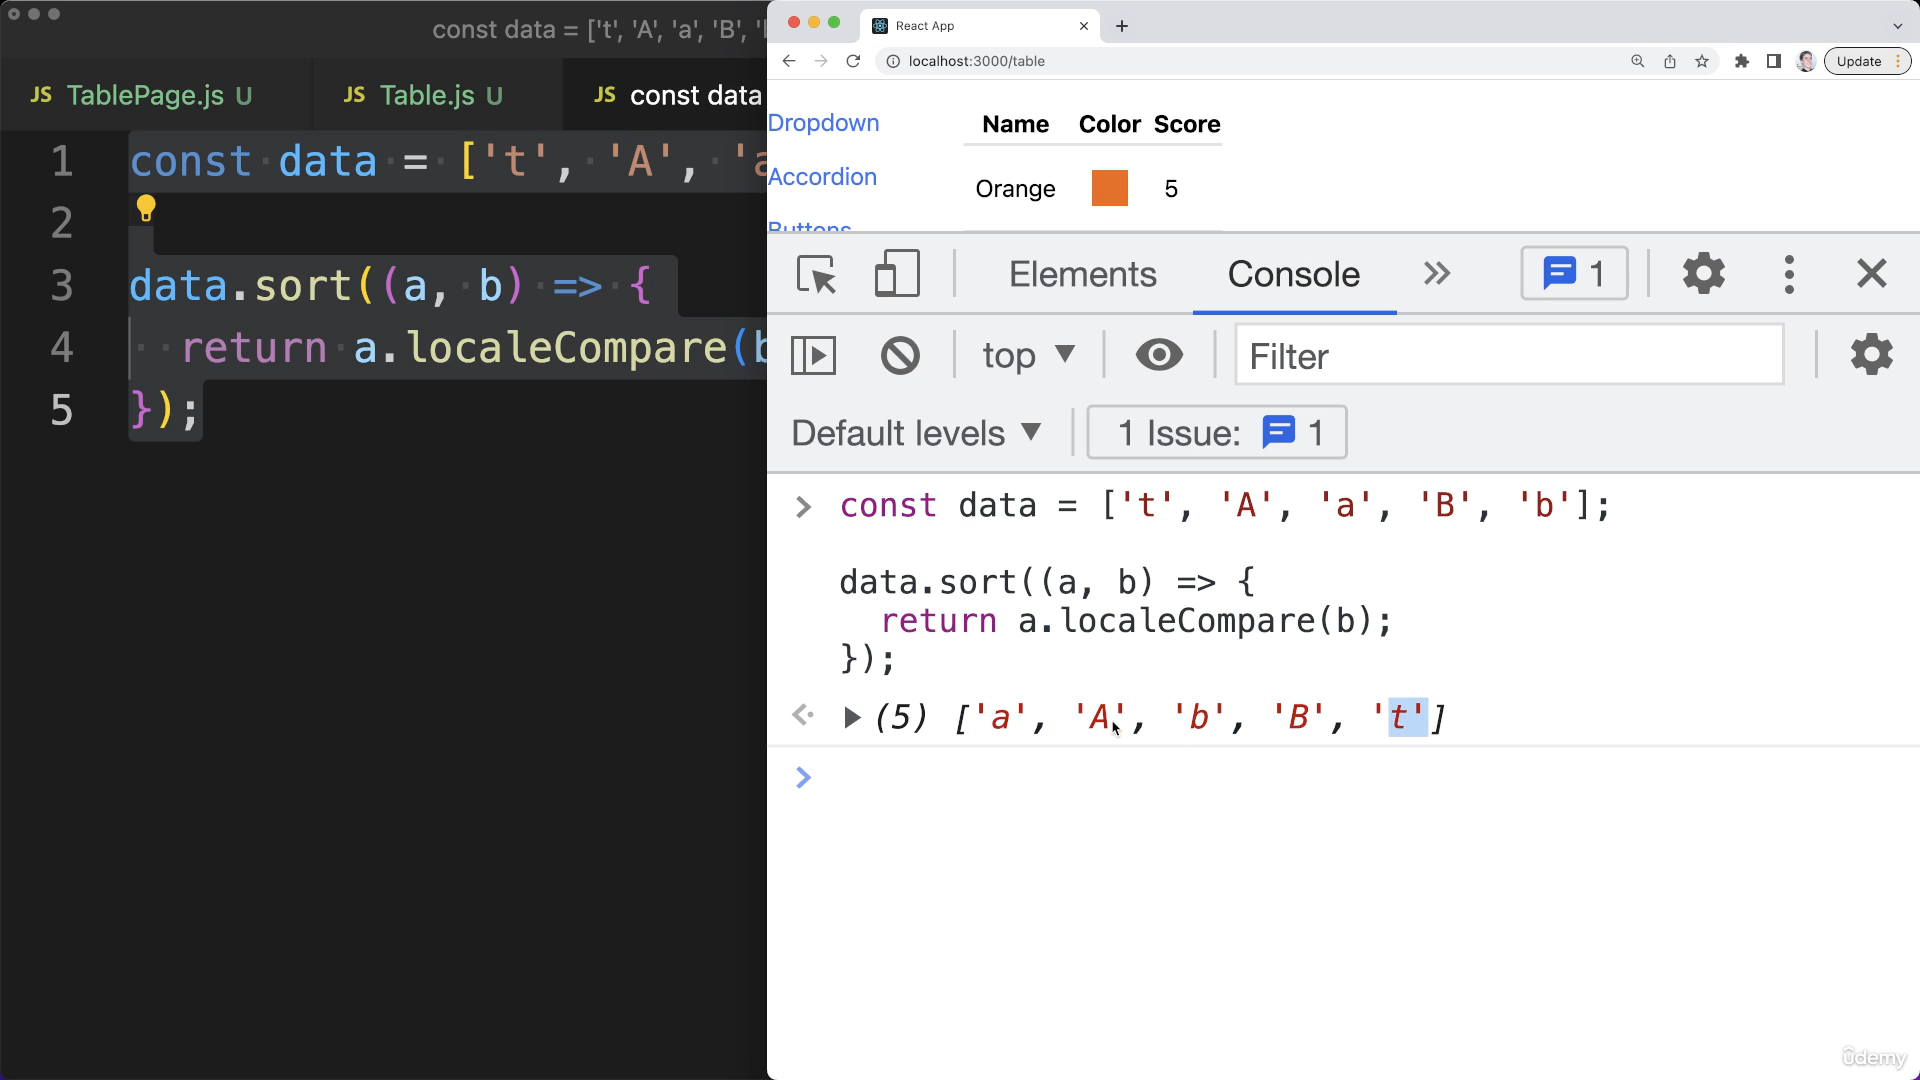 const data = ['t', 'A', 'a', 'B', '
JS TablePage.js U
JS Table.js U
JS const data
1 const data = ['t', 'A', 'a
2
3 data.sort((a, b) => {
4 return a.localeCompare(b
5 });
React App
localhost:3000/table
Update
Dropdown
Accordion
Buttons
Name Color Score
Orange 5
Elements Console 1
top Filter
Default levels 1 Issue: 1
const data = ['t', 'A', 'a', 'B', 'b'];
data.sort((a, b) => {
return a.localeCompare(b);
});
(5) ['a', 'A', 'b', 'B', 't']
ûdemy